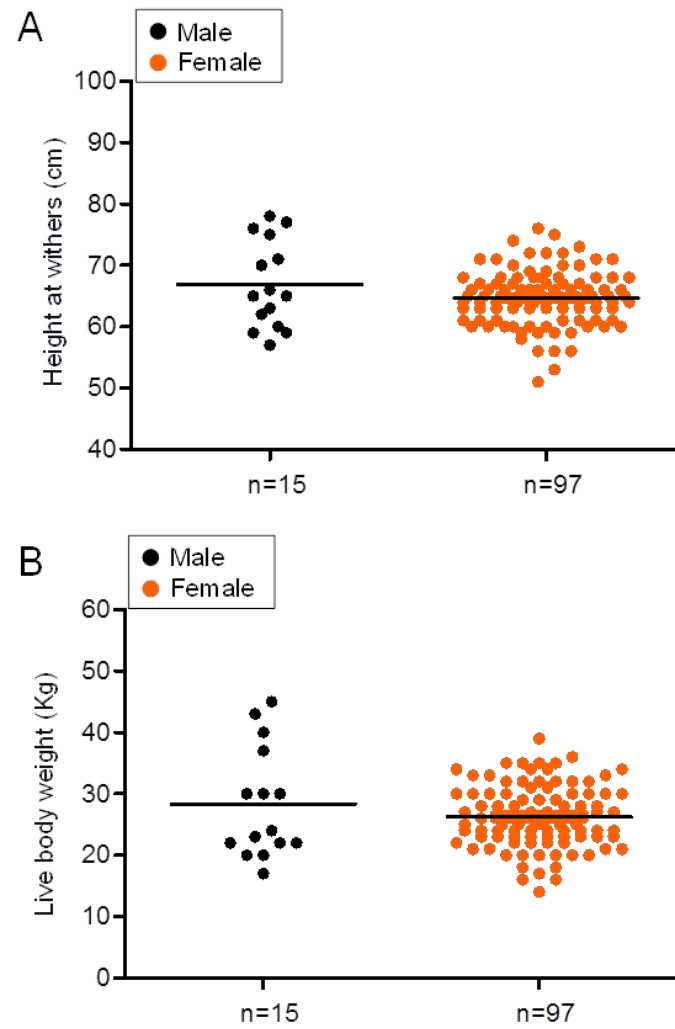 A
Male
Female
Height at withers (cm)
100
90
80
70
60
50
40
n=15
n=97
B
Male
Female
Live body weight (Kg)
60
50
40
30
20
10
0
n=15
n=97